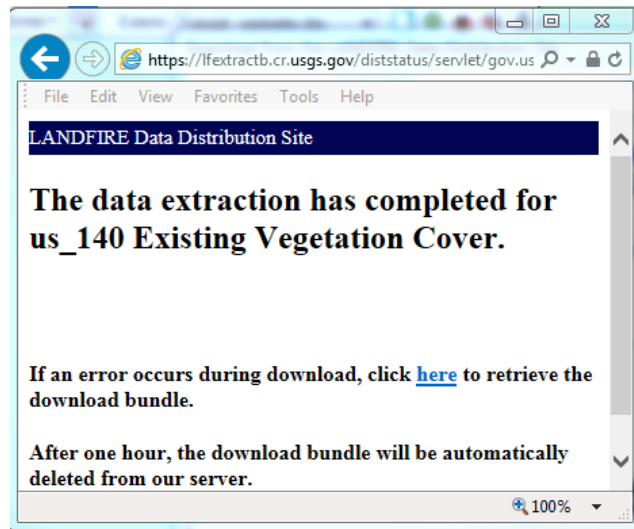 https://lfextractb.cr.usgs.gov/diststatus/servlet/gov.us
File Edit View Favorites Tools Help
LANDFIRE Data Distribution Site
The data extraction has completed for
us_140 Existing Vegetation Cover.
If an error occurs during download, click here to retrieve the
download bundle.
After one hour, the download bundle will be automatically
deleted from our server.
100%